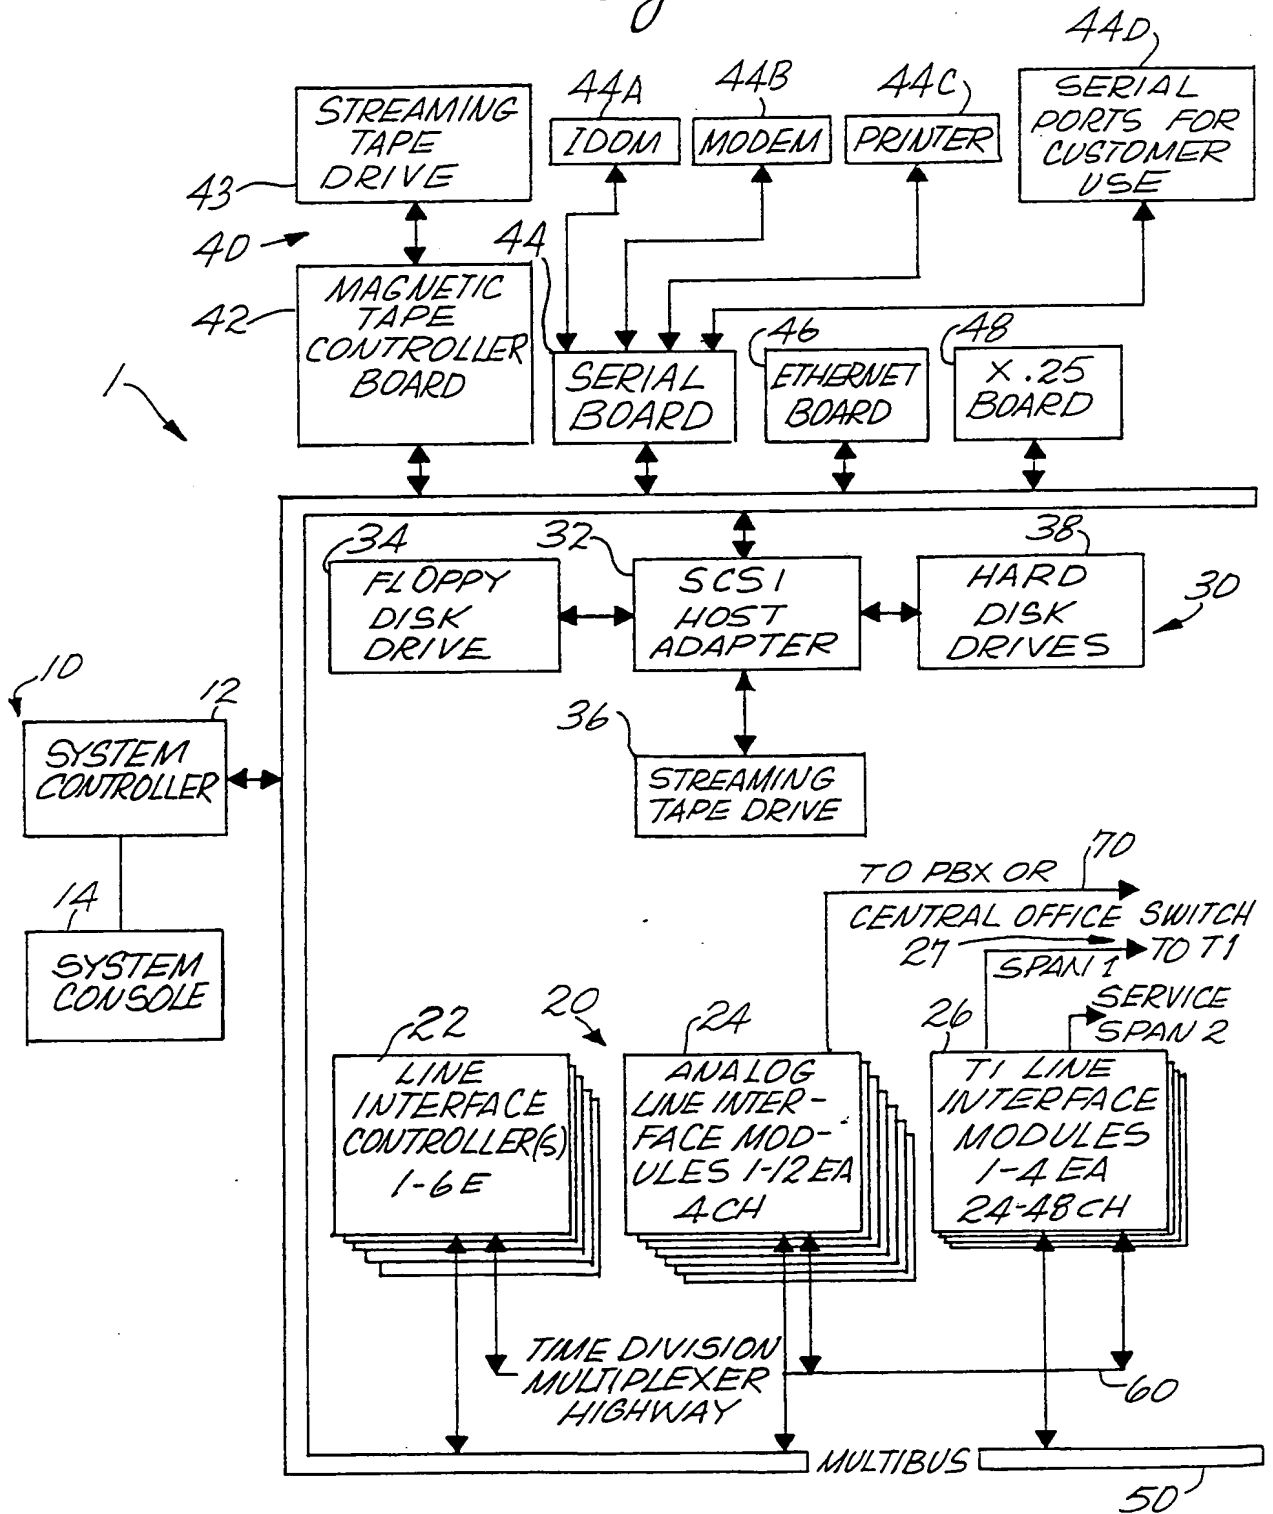 44D
44A
44B
44C
STREAMING
TAPE
DRIVE
IDOM
MODEM
PRINTER
SERIAL
PORTS FOR
CUSTOMER
USE
43
40
44
42
MAGNETIC
TAPE
CONTROLLER
BOARD
46
48
1
SERIAL
BOARD
ETHERNET
BOARD
X.25
BOARD
34
32
38
FLOPPY
DISK
DRIVE
SCSI
HOST
ADAPTER
HARD
DISK
DRIVES
30
10
12
36
SYSTEM
CONTROLLER
STREAMING
TAPE DRIVE
14
SYSTEM
CONSOLE
TO PBX OR
70
CENTRAL OFFICE SWITCH
27
TO T1
SPAN 1
SERVICE
SPAN 2
22
20
24
26
LINE
INTERFACE
CONTROLLER(S)
1-6 E
ANALOG
LINE INTER-
FACE MOD-
ULES 1-12 EA
4CH
T1 LINE
INTERFACE
MODULES
1-4 EA
24-48 CH
TIME DIVISION
MULTIPLEXER
HIGHWAY
60
MULTIBUS
50